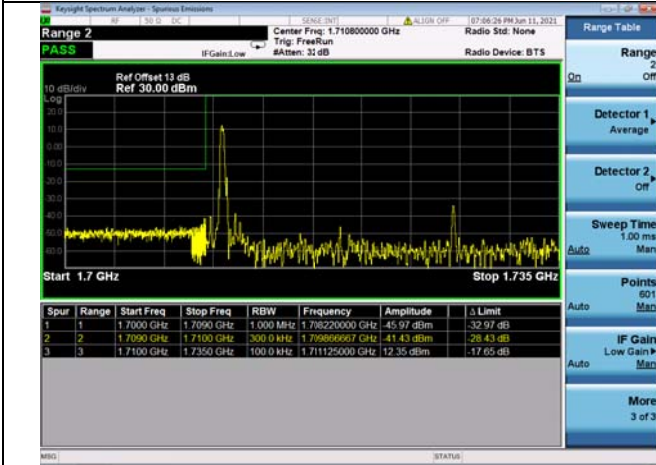 Keysight Spectrum Analyzer - Spurious Emissions
RF 50 Ω DC SENSE:INT ALIGN OFF 07:06:26 PM Jun 11, 2021
Range 2 Center Freq: 1.710800000 GHz Radio Std: None Range Table
Trig: FreeRun
PASS IFGain:Low #Atten: 32 dB Radio Device: BTS
Range
2
On Off
Ref Offset 13 dB
10 dB/div Ref 30.00 dBm
Log
20.0
10.0
0.00
-10.0
-20.0
-30.0
-40.0
-50.0
-60.0
Start 1.7 GHz Stop 1.735 GHz
Detector 1
Average
Detector 2
Off
Sweep Time
1.00 ms
Auto Man
Points
601
Auto Man
IF Gain
Low Gain
Auto Man
More
3 of 3
Spur Range Start Freq Stop Freq RBW Frequency Amplitude Δ Limit
1 1 1.7000 GHz 1.7090 GHz 1.000 MHz 1.708220000 GHz -45.97 dBm -32.97 dB
2 2 1.7090 GHz 1.7100 GHz 300.0 kHz 1.709866667 GHz -41.43 dBm -28.43 dB
3 3 1.7100 GHz 1.7350 GHz 100.0 kHz 1.711125000 GHz 12.35 dBm -17.65 dB
MSG STATUS